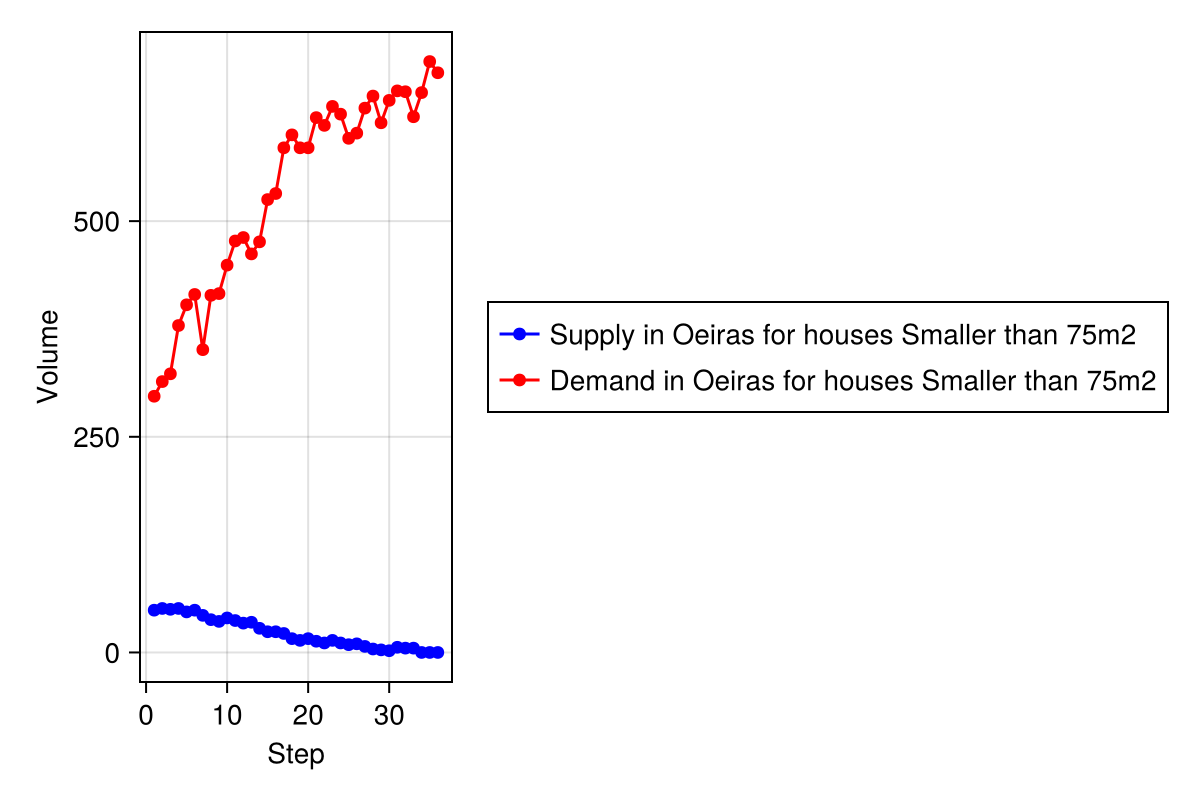 Volume
500
250
0
0 10 20 30
Step
Supply in Oeiras for houses Smaller than 75m2
Demand in Oeiras for houses Smaller than 75m2